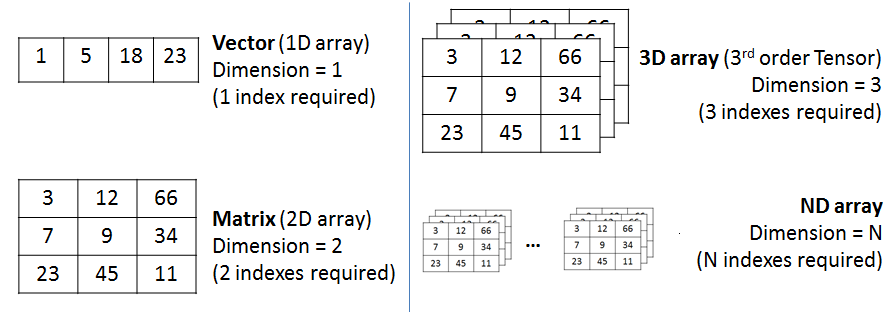 1 5 18 23
Vector (1D array)
Dimension = 1
(1 index required)
3 12 66
7 9 34
23 45 11
Matrix (2D array)
Dimension = 2
(2 indexes required)
3 12 66
7 9 34
23 45 11
3D array (3rd order Tensor)
Dimension = 3
(3 indexes required)
3 12 66
7 9 34
23 45 11
...
3 12 66
7 9 34
23 45 11
ND array
Dimension = N
(N indexes required)